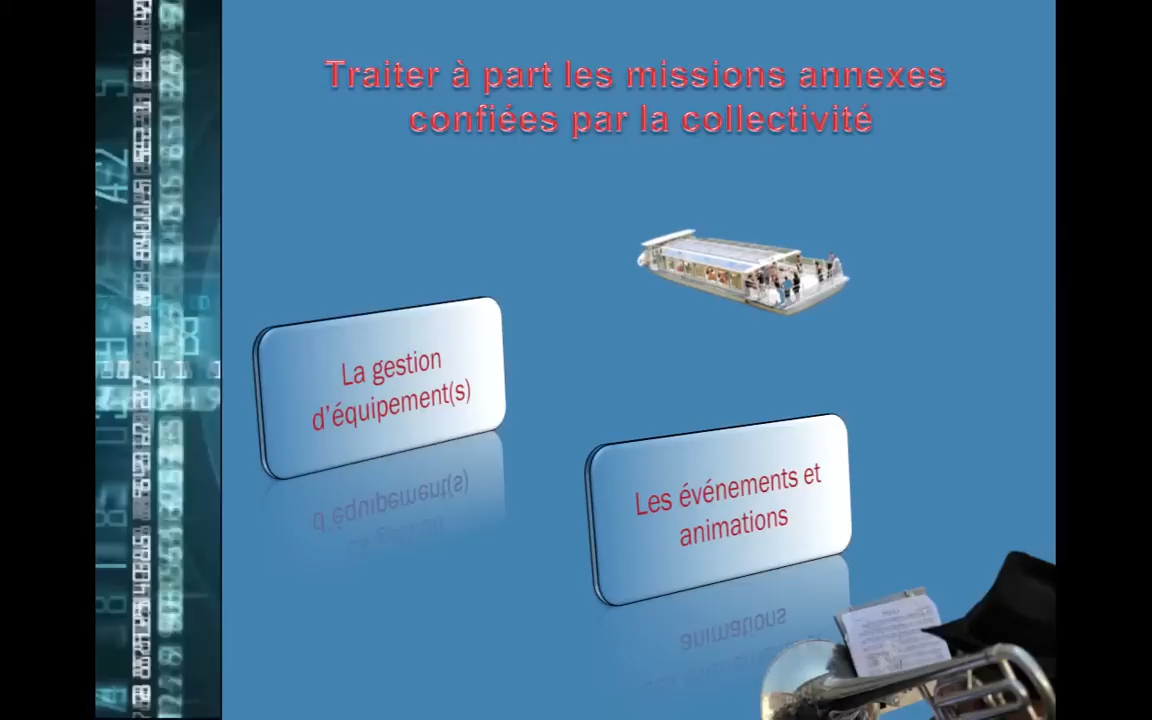 Traiter à part les missions annexes
confiées par la collectivité
La gestion
d'équipement(s)
Les événements et
animations